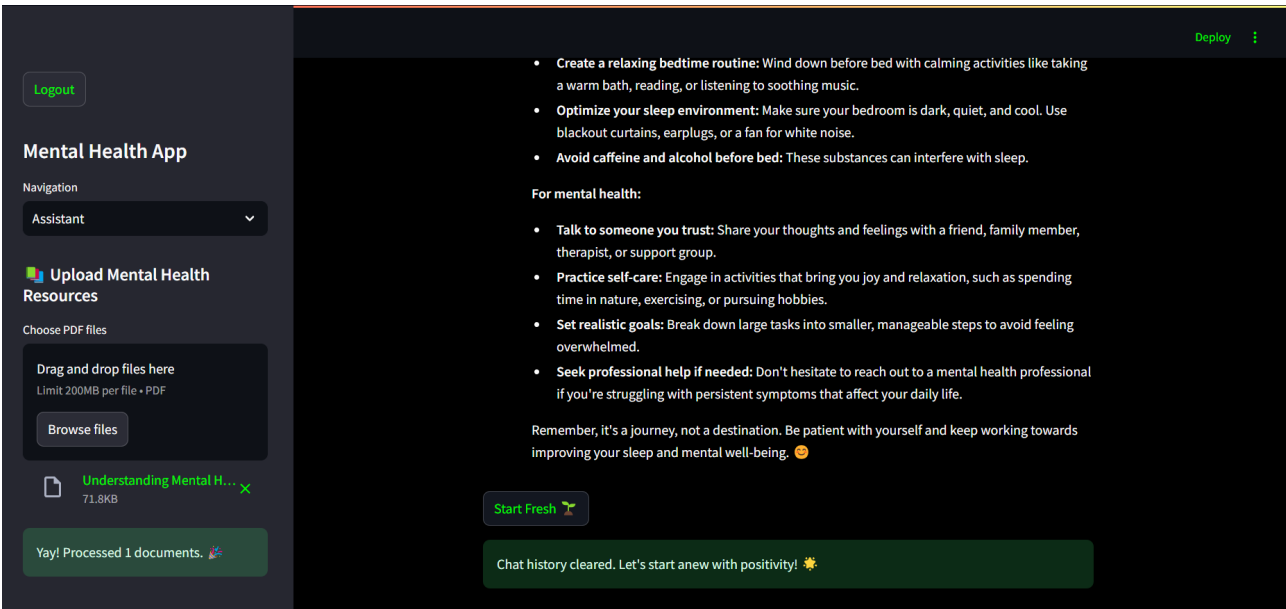 Deploy
Logout
Mental Health App
Navigation
Assistant
📚 Upload Mental Health
Resources
Choose PDF files
Drag and drop files here
Limit 200MB per file • PDF
Browse files
Understanding Mental H...
71.8KB
Yay! Processed 1 documents. 🎉
• Create a relaxing bedtime routine: Wind down before bed with calming activities like taking
a warm bath, reading, or listening to soothing music.
• Optimize your sleep environment: Make sure your bedroom is dark, quiet, and cool. Use
blackout curtains, earplugs, or a fan for white noise.
• Avoid caffeine and alcohol before bed: These substances can interfere with sleep.
For mental health:
• Talk to someone you trust: Share your thoughts and feelings with a friend, family member,
therapist, or support group.
• Practice self-care: Engage in activities that bring you joy and relaxation, such as spending
time in nature, exercising, or pursuing hobbies.
• Set realistic goals: Break down large tasks into smaller, manageable steps to avoid feeling
overwhelmed.
• Seek professional help if needed: Don't hesitate to reach out to a mental health professional
if you're struggling with persistent symptoms that affect your daily life.
Remember, it's a journey, not a destination. Be patient with yourself and keep working towards
improving your sleep and mental well-being. 😊
Start Fresh 🌱
Chat history cleared. Let's start anew with positivity! 🌟